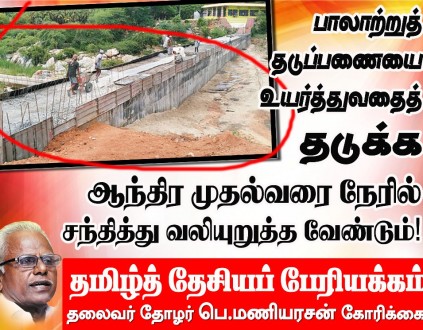 பாலாற்றுத்
தடுப்பணையை
உயர்த்துவதைத்
தடுக்க
ஆந்திர முதல்வரை நேரில்
சந்தித்து வலியுறுத்த வேண்டும்!
தமிழ்த் தேசியப் பேரியக்கம்
தலைவர் தோழர் பெ.மணியரசன் கோரிக்கை